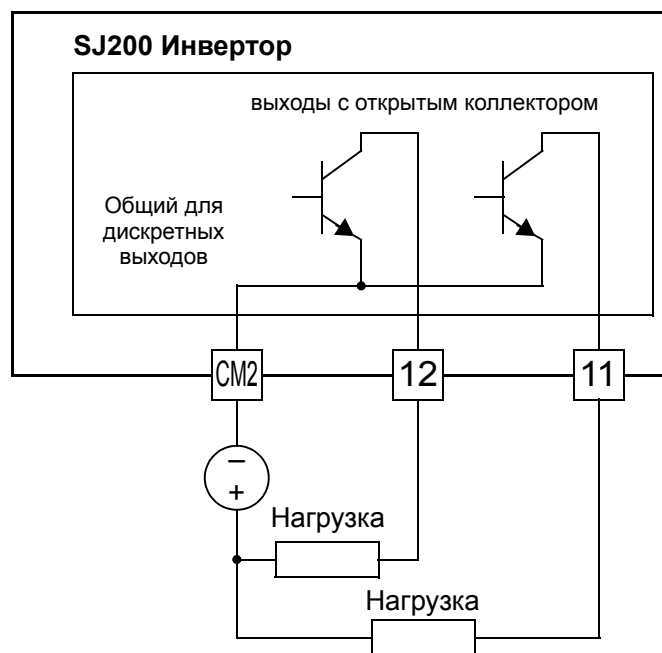 SJ200 Инвертор
выходы с открытым коллектором
Общий для
дискретных
выходов
CM2
12
11
−
+
Нагрузка
Нагрузка